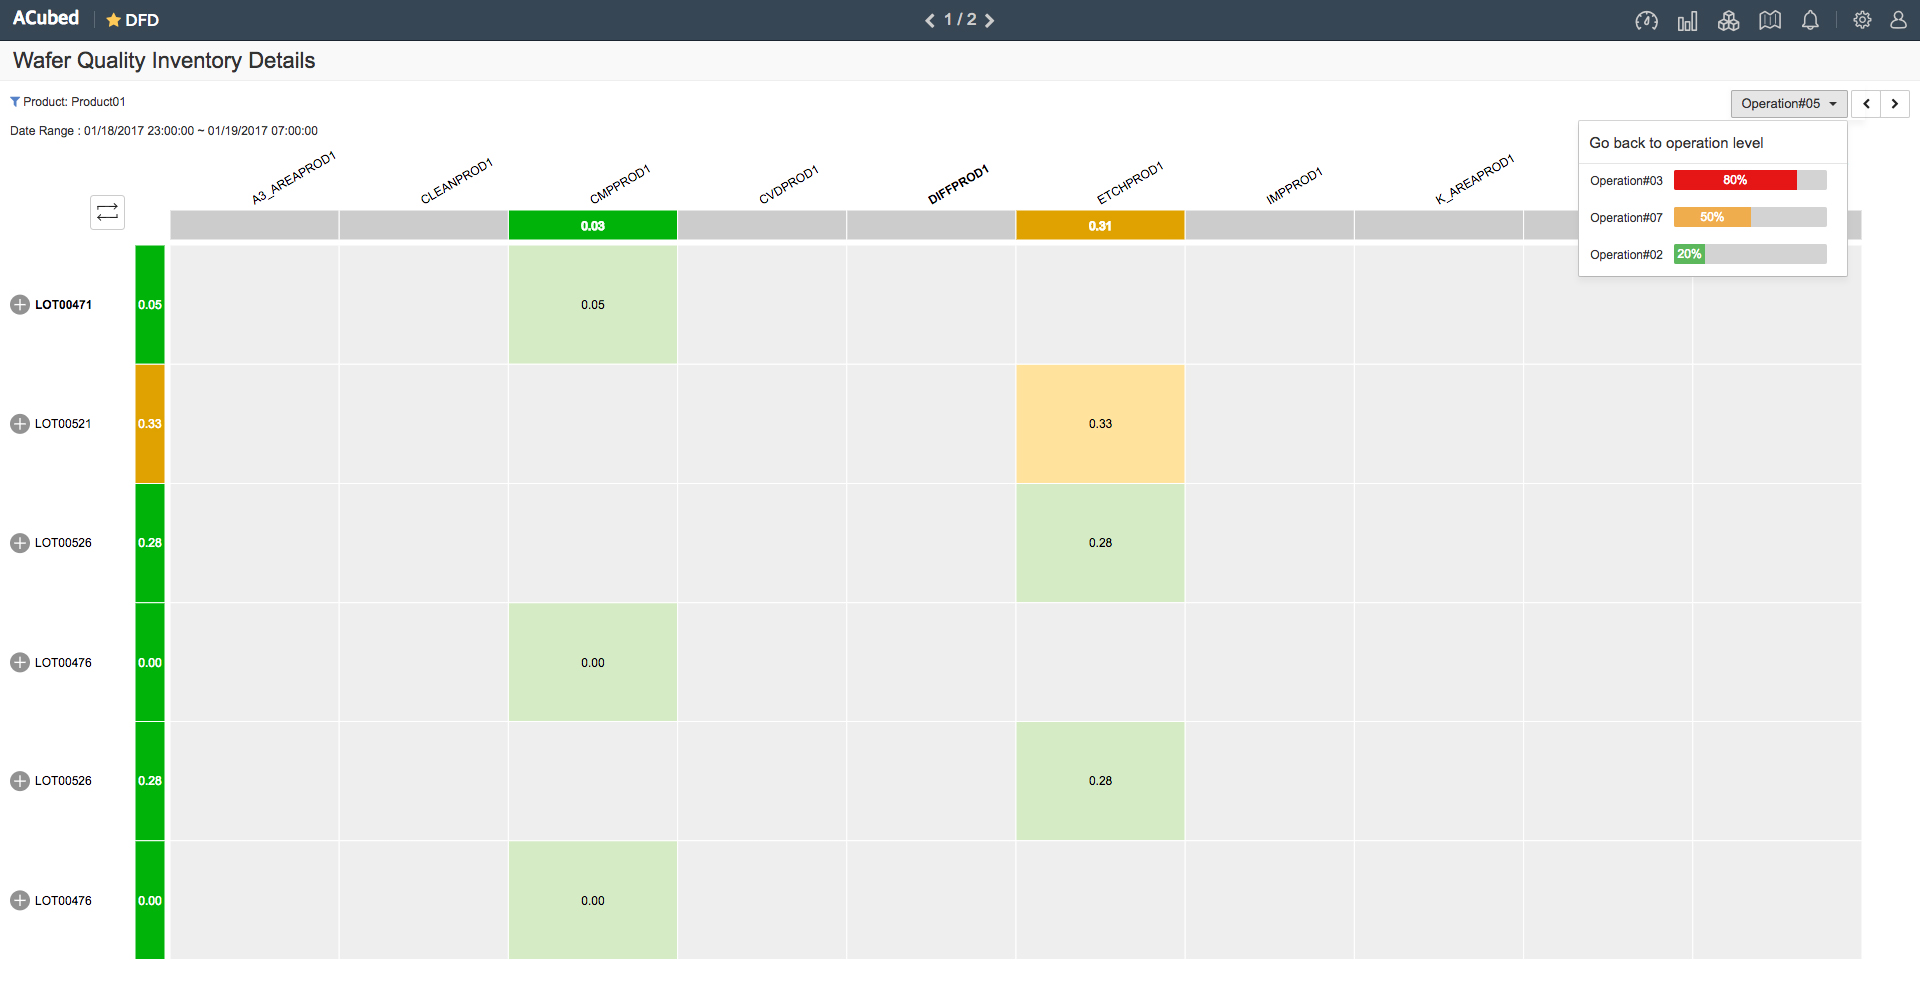 ACubed DFD 1 / 2
Wafer Quality Inventory Details
Product: Product01
Operation#05
Date Range : 01/18/2017 23:00:00 ~ 01/19/2017 07:00:00
Go back to operation level
Operation#03 80%
Operation#07 50%
Operation#02 20%
A3_AREAPROD1 CLEANPROD1 CMPPROD1 CVDPROD1 DIFFPROD1 ETCHPROD1 IMPPROD1 K_AREAPROD1
0.03 0.31
LOT00471 0.05 0.05
LOT00521 0.33 0.33
LOT00526 0.28 0.28
LOT00476 0.00 0.00
LOT00526 0.28 0.28
LOT00476 0.00 0.00